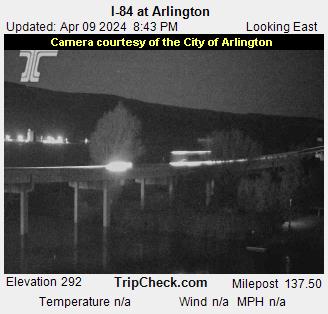 I-84 at Arlington
Updated: Apr 09 2024 8:43 PM Looking East
Camera courtesy of the City of Arlington
Elevation 292 TripCheck.com Milepost 137.50
Temperature n/a Wind n/a MPH n/a